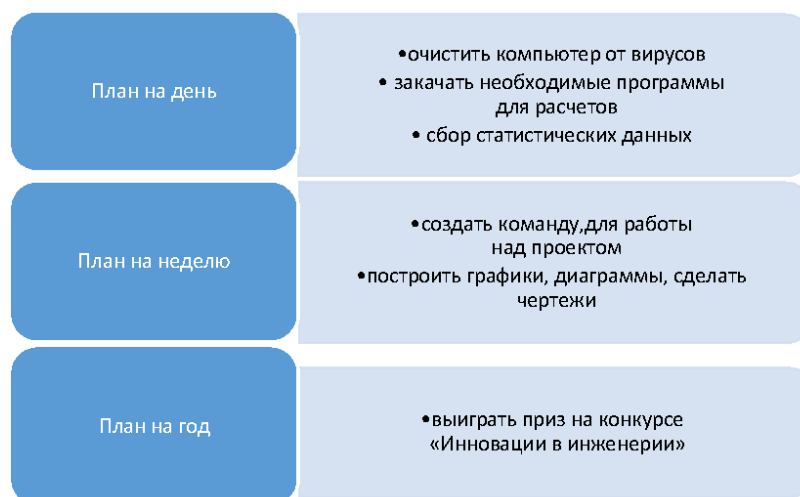 План на день
•очистить компьютер от вирусов
• закачать необходимые программы
для расчетов
• сбор статистических данных
План на неделю
•создать команду,для работы
над проектом
•построить графики, диаграммы, сделать
чертежи
План на год
•выиграть приз на конкурсе
«Инновации в инженерии»